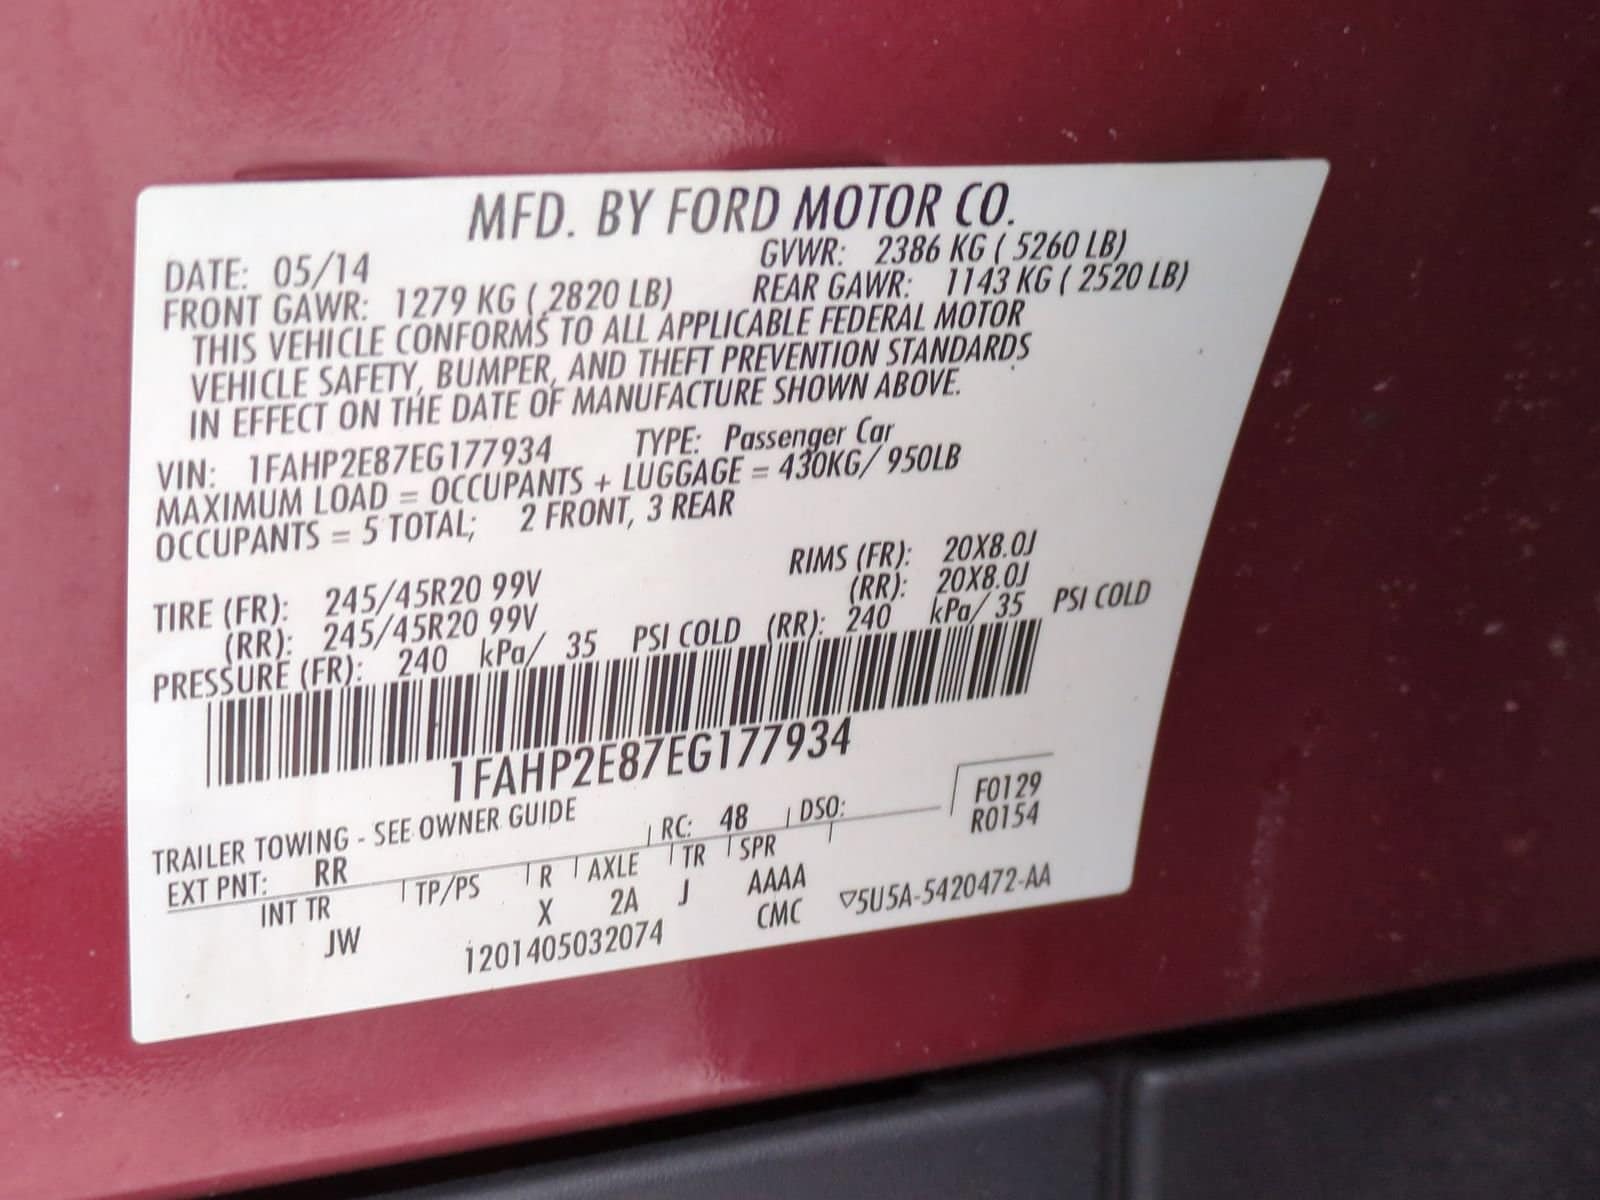 MFD. BY FORD MOTOR CO.
DATE: 05/14 GVWR: 2386 KG ( 5260 LB)
FRONT GAWR: 1279 KG ( 2820 LB) REAR GAWR: 1143 KG ( 2520 LB)
THIS VEHICLE CONFORMS TO ALL APPLICABLE FEDERAL MOTOR
VEHICLE SAFETY, BUMPER, AND THEFT PREVENTION STANDARDS
IN EFFECT ON THE DATE OF MANUFACTURE SHOWN ABOVE.
VIN: 1FAHP2E87EG177934 TYPE: Passenger Car
MAXIMUM LOAD = OCCUPANTS + LUGGAGE = 430KG/ 950LB
OCCUPANTS = 5 TOTAL; 2 FRONT, 3 REAR
TIRE (FR): 245/45R20 99V RIMS (FR): 20X8.0J
(RR): 245/45R20 99V (RR): 20X8.0J
PRESSURE (FR): 240 kPa/ 35 PSI COLD (RR): 240 kPa/ 35 PSI COLD
1FAHP2E87EG177934
TRAILER TOWING - SEE OWNER GUIDE
F0129
R0154
EXT PNT: RR RC: 48 DSO:
INT TR TP/PS R AXLE TR SPR
JW X 2A J AAAA
1201405032074 CMC ▽5U5A-5420472-AA